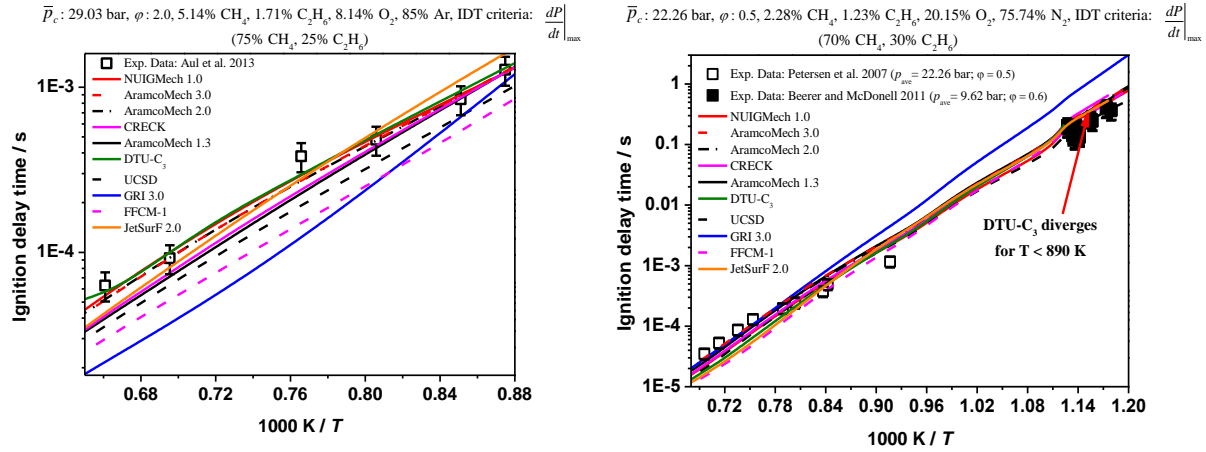 p̅c : 29.03 bar, φ : 2.0, 5.14% CH₄, 1.71% C₂H₆, 8.14% O₂, 85% Ar, IDT criteria: dP/dt|max
(75% CH₄, 25% C₂H₆)
Exp. Data: Aul et al. 2013
NUIGMech 1.0
AramcoMech 3.0
AramcoMech 2.0
CRECK
AramcoMech 1.3
DTU-C₃
UCSD
GRI 3.0
FFCM-1
JetSurF 2.0
1E-3
1E-4
Ignition delay time / s
0.68 0.72 0.76 0.80 0.84 0.88
1000 K / T
p̅c : 22.26 bar, φ : 0.5, 2.28% CH₄, 1.23% C₂H₆, 20.15% O₂, 75.74% N₂, IDT criteria: dP/dt|max
(70% CH₄, 30% C₂H₆)
Exp. Data: Petersen et al. 2007 (pave= 22.26 bar; φ = 0.5)
Exp. Data: Beerer and McDonell 2011 (pave= 9.62 bar; φ = 0.6)
NUIGMech 1.0
AramcoMech 3.0
AramcoMech 2.0
CRECK
AramcoMech 1.3
DTU-C₃
UCSD
GRI 3.0
FFCM-1
JetSurF 2.0
DTU-C₃ diverges
for T < 890 K
1
0.1
0.01
1E-3
1E-4
1E-5
Ignition delay time / s
0.72 0.78 0.84 0.90 0.96 1.02 1.08 1.14 1.20
1000 K / T